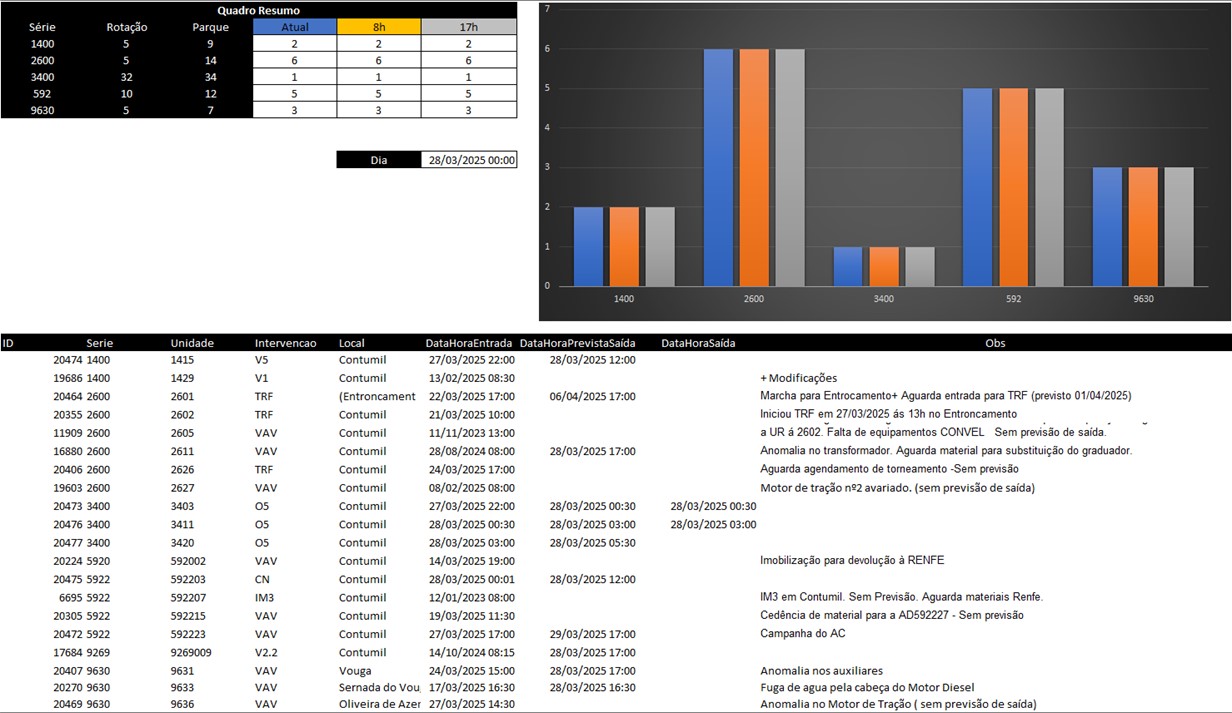 Quadro Resumo
Série Rotação Parque Atual 8h 17h
1400 5 9 2 2 2
2600 5 14 6 6 6
3400 32 34 1 1 1
592 10 12 5 5 5
9630 5 7 3 3 3
Dia 28/03/2025 00:00
7
6
5
4
3
2
1
0
1400 2600 3400 592 9630
ID Serie Unidade Intervencao Local DataHoraEntrada DataHoraPrevistaSaída DataHoraSaída Obs
20474 1400 1415 V5 Contumil 27/03/2025 22:00 28/03/2025 12:00
19686 1400 1429 V1 Contumil 13/02/2025 08:30 + Modificações
20464 2600 2601 TRF (Entroncament 22/03/2025 17:00 06/04/2025 17:00 Marcha para Entrocamento+ Aguarda entrada para TRF (previsto 01/04/2025)
20355 2600 2602 TRF Contumil 21/03/2025 10:00 Iniciou TRF em 27/03/2025 ás 13h no Entroncamento
11909 2600 2605 VAV Contumil 11/11/2023 13:00 a UR á 2602. Falta de equipamentos CONVEL Sem previsão de saída.
16880 2600 2611 VAV Contumil 28/08/2024 08:00 28/03/2025 17:00 Anomalia no transformador. Aguarda material para substituição do graduador.
20406 2600 2626 TRF Contumil 24/03/2025 17:00 Aguarda agendamento de torneamento -Sem previsão
19603 2600 2627 VAV Contumil 08/02/2025 08:00 Motor de tração nº2 avariado. (sem previsão de saída)
20473 3400 3403 O5 Contumil 27/03/2025 22:00 28/03/2025 00:30 28/03/2025 00:30
20476 3400 3411 O5 Contumil 28/03/2025 00:30 28/03/2025 03:00 28/03/2025 03:00
20477 3400 3420 O5 Contumil 28/03/2025 03:00 28/03/2025 05:30
20224 5920 592002 VAV Contumil 14/03/2025 19:00 Imobilização para devolução à RENFE
20475 5922 592203 CN Contumil 28/03/2025 00:01 28/03/2025 12:00
6695 5922 592207 IM3 Contumil 12/01/2023 08:00 IM3 em Contumil. Sem Previsão. Aguarda materiais Renfe.
20305 5922 592215 VAV Contumil 19/03/2025 11:30 Cedência de material para a AD592227 - Sem previsão
20472 5922 592223 VAV Contumil 27/03/2025 17:00 29/03/2025 17:00 Campanha do AC
17684 9269 9269009 V2.2 Contumil 14/10/2024 08:15 28/03/2025 17:00
20407 9630 9631 VAV Vouga 24/03/2025 15:00 28/03/2025 17:00 Anomalia nos auxiliares
20270 9630 9633 VAV Sernada do Vou 17/03/2025 16:30 28/03/2025 16:30 Fuga de agua pela cabeça do Motor Diesel
20469 9630 9636 VAV Oliveira de Azer 27/03/2025 14:30 Anomalia no Motor de Tração ( sem previsão de saída)